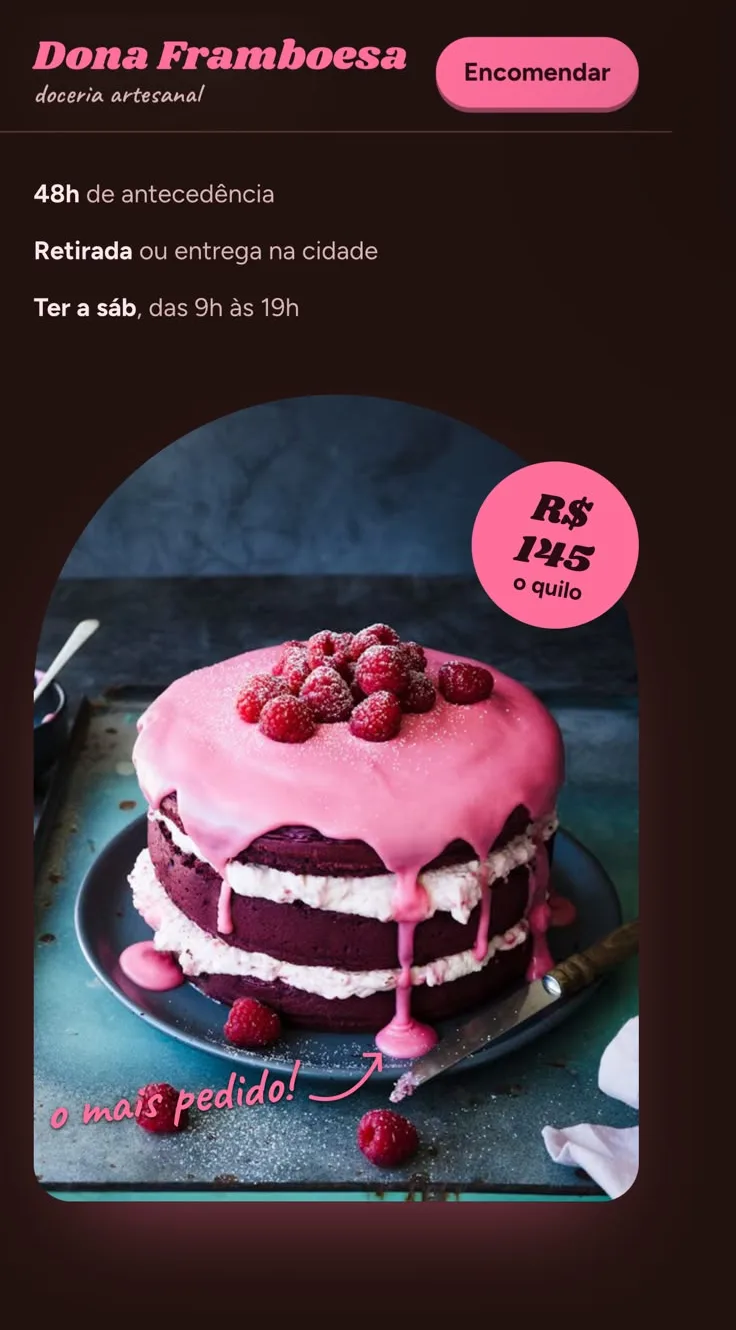 Dona Framboesa
doceria artesanal
Encomendar
48h de antecedência
Retirada ou entrega na cidade
Ter a sáb, das 9h às 19h
R$
145
o quilo
o mais pedido!